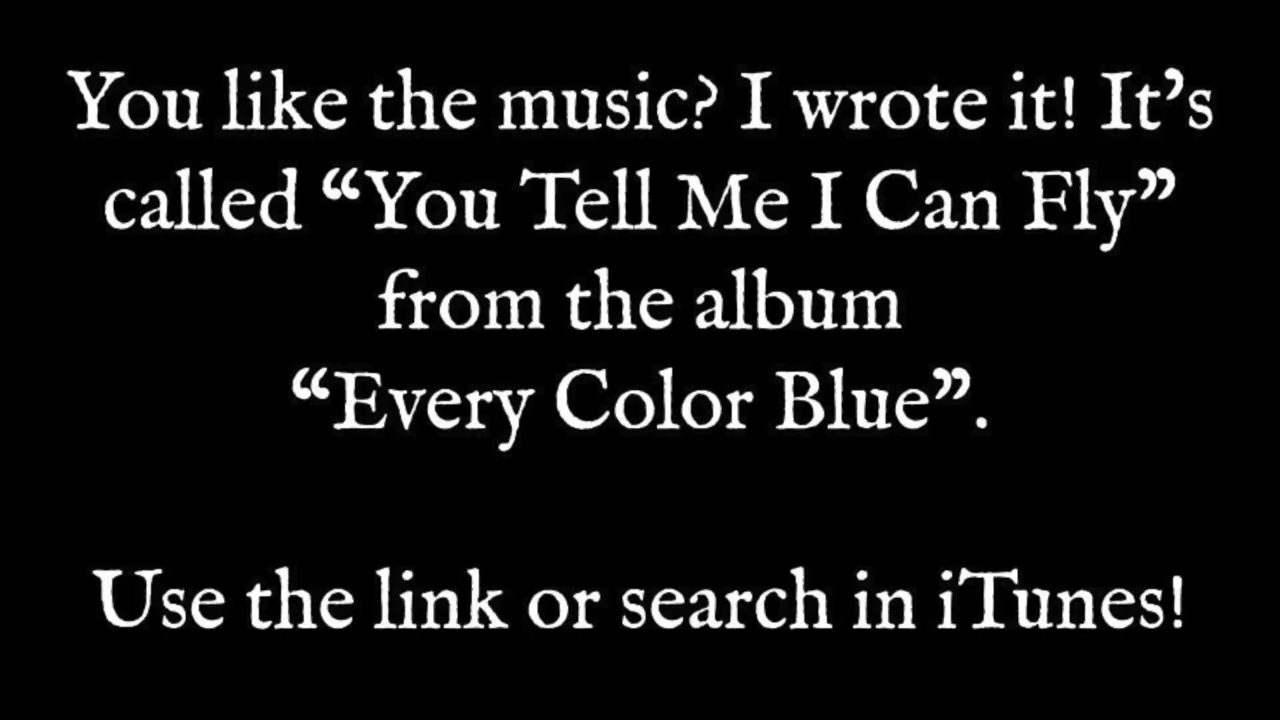 You like the music? I wrote it! It’s
called “You Tell Me I Can Fly”
from the album
“Every Color Blue”.
Use the link or search in iTunes!